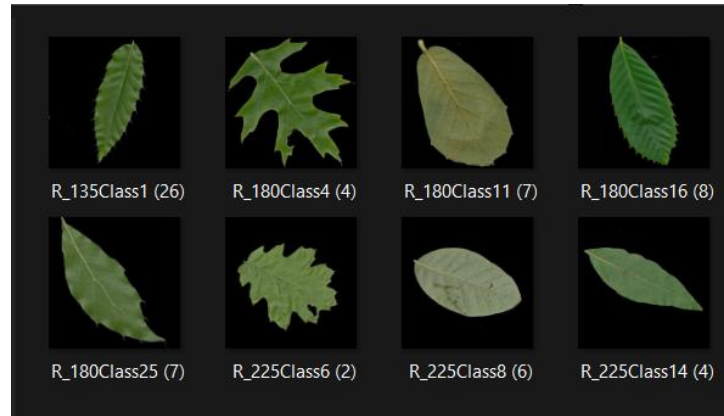 R_135Class1 (26)
R_180Class4 (4)
R_180Class11 (7)
R_180Class16 (8)
R_180Class25 (7)
R_225Class6 (2)
R_225Class8 (6)
R_225Class14 (4)